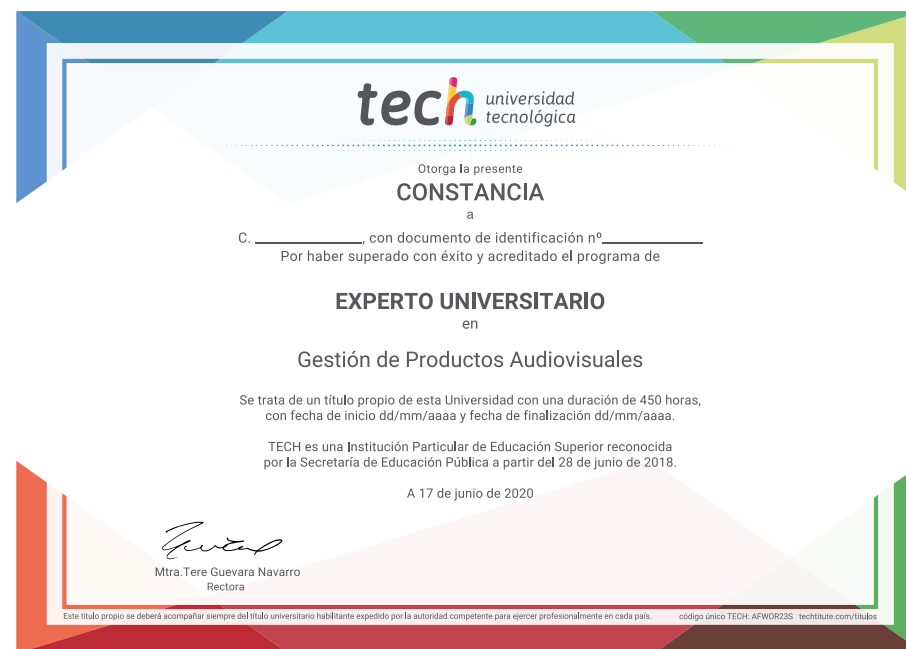 tech universidad
tecnológica
Otorga la presente
CONSTANCIA
a
C. ______________, con documento de identificación nº_____________
Por haber superado con éxito y acreditado el programa de
EXPERTO UNIVERSITARIO
en
Gestión de Productos Audiovisuales
Se trata de un título propio de esta Universidad con una duración de 450 horas,
con fecha de inicio dd/mm/aaaa y fecha de finalización dd/mm/aaaa.
TECH es una Institución Particular de Educación Superior reconocida
por la Secretaría de Educación Pública a partir del 28 de junio de 2018.
A 17 de junio de 2020
Mtra.Tere Guevara Navarro
Rectora
Este título propio se deberá acompañar siempre del título universitario habilitante expedido por la autoridad competente para ejercer profesionalmente en cada país. código único TECH: AFWOR23S techtitute.com/titulos